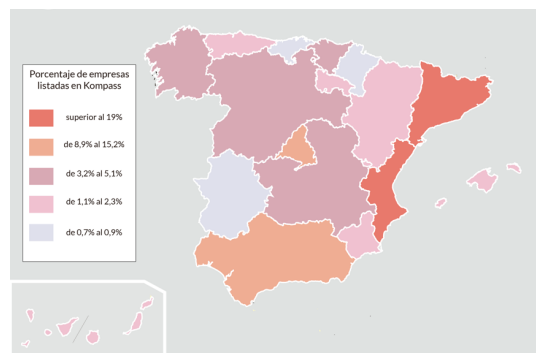 Porcentaje de empresas
listadas en Kompass
superior al 19%
de 8,9% al 15,2%
de 3,2% al 5,1%
de 1,1% al 2,3%
de 0,7% al 0,9%